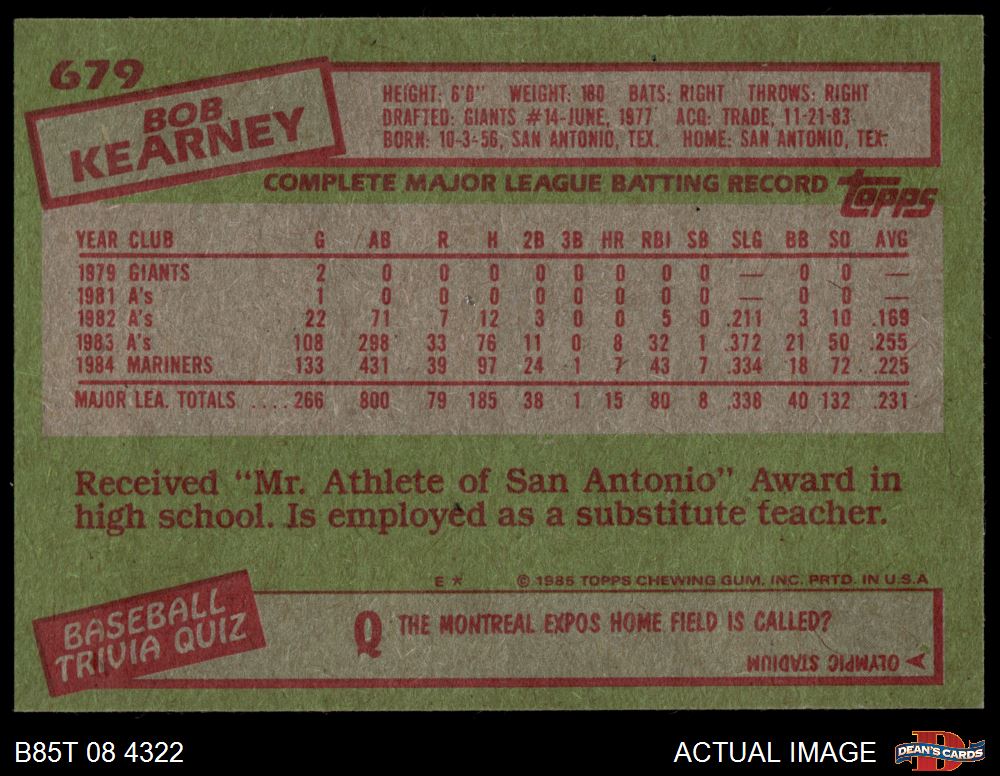 679
BOB
KEARNEY
HEIGHT: 6'0" WEIGHT: 180 BATS: RIGHT THROWS: RIGHT
DRAFTED: GIANTS #14-JUNE, 1977 ACQ: TRADE, 11-21-83
BORN: 10-3-56, SAN ANTONIO, TEX. HOME: SAN ANTONIO, TEX.
COMPLETE MAJOR LEAGUE BATTING RECORD topps
YEAR CLUB G AB R H 2B 3B HR RBI SB SLG BB SO AVG
1979 GIANTS 2 0 0 0 0 0 0 0 0 — 0 0 —
1981 A's 1 0 0 0 0 0 0 0 0 — 0 0 —
1982 A's 22 71 7 12 3 0 0 5 0 .211 3 10 .169
1983 A's 108 298 33 76 11 0 8 32 1 .372 21 50 .255
1984 MARINERS 133 431 39 97 24 1 7 43 7 .334 18 72 .225
MAJOR LEA. TOTALS ....266 800 79 185 38 1 15 80 8 .338 40 132 .231
Received “Mr. Athlete of San Antonio” Award in
high school. Is employed as a substitute teacher.
E * © 1985 TOPPS CHEWING GUM, INC. PRTD. IN U.S.A
BASEBALL
TRIVIA QUIZ
Q THE MONTREAL EXPOS HOME FIELD IS CALLED?
A OLYMPIC STADIUM
B85T 08 4322
ACTUAL IMAGE
D
DEAN'S CARDS